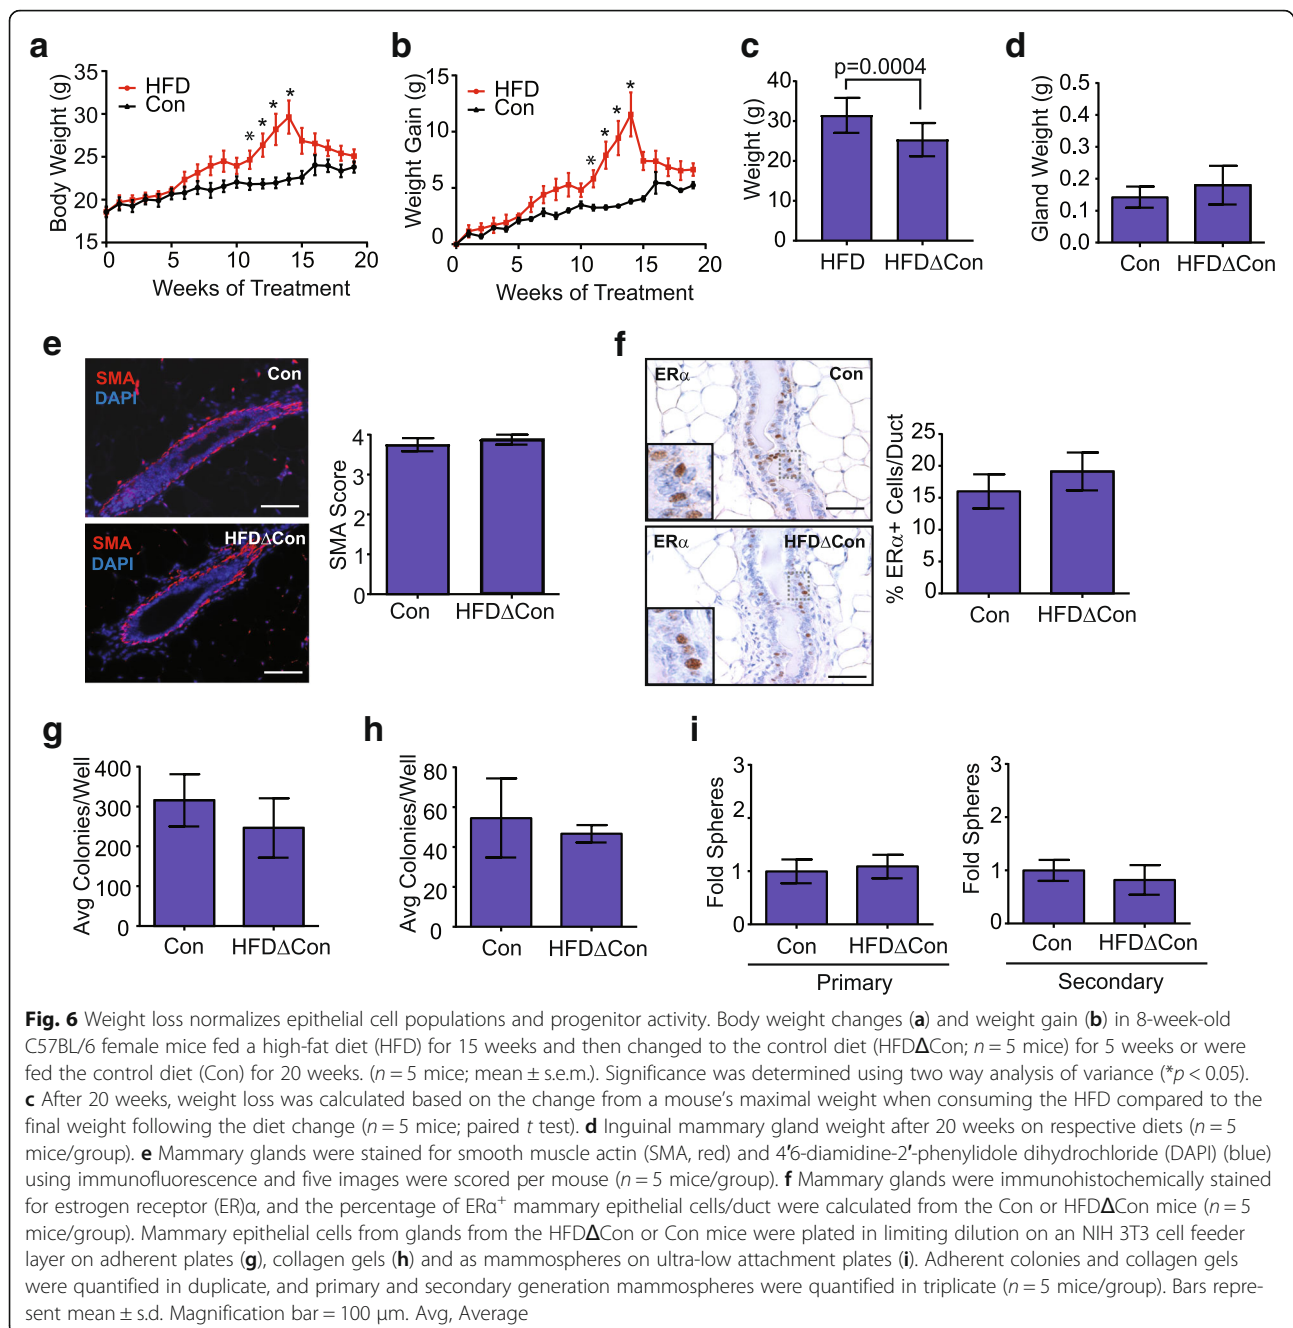 a
Body Weight (g)
35
30
25
20
15
HFD
Con
*
*
*
*
0
5
10
15
20
Weeks of Treatment
b
Weight Gain (g)
15
10
5
0
HFD
Con
*
*
*
*
0
5
10
15
20
Weeks of Treatment
c
p=0.0004
Weight (g)
40
30
20
10
0
HFD
HFDΔCon
d
Gland Weight (g)
0.5
0.4
0.3
0.2
0.1
0.0
Con
HFDΔCon
e
SMA
DAPI
Con
SMA
DAPI
HFDΔCon
SMA Score
4
3
2
1
0
Con
HFDΔCon
f
ERα
Con
ERα
HFDΔCon
% ERα+ Cells/Duct
25
20
15
10
5
0
Con
HFDΔCon
g
Avg Colonies/Well
400
300
200
100
0
Con
HFDΔCon
h
Avg Colonies/Well
80
60
40
20
0
Con
HFDΔCon
i
Fold Spheres
3
2
1
0
Con
HFDΔCon
Primary
Fold Spheres
3
2
1
0
Con
HFDΔCon
Secondary
Fig. 6 Weight loss normalizes epithelial cell populations and progenitor activity. Body weight changes (a) and weight gain (b) in 8-week-old
C57BL/6 female mice fed a high-fat diet (HFD) for 15 weeks and then changed to the control diet (HFDΔCon; n = 5 mice) for 5 weeks or were
fed the control diet (Con) for 20 weeks. (n = 5 mice; mean ± s.e.m.). Significance was determined using two way analysis of variance (*p < 0.05).
c After 20 weeks, weight loss was calculated based on the change from a mouse's maximal weight when consuming the HFD compared to the
final weight following the diet change (n = 5 mice; paired t test). d Inguinal mammary gland weight after 20 weeks on respective diets (n = 5
mice/group). e Mammary glands were stained for smooth muscle actin (SMA, red) and 4′6-diamidine-2′-phenylidole dihydrochloride (DAPI) (blue)
using immunofluorescence and five images were scored per mouse (n = 5 mice/group). f Mammary glands were immunohistochemically stained
for estrogen receptor (ER)α, and the percentage of ERα+ mammary epithelial cells/duct were calculated from the Con or HFDΔCon mice (n = 5
mice/group). Mammary epithelial cells from glands from the HFDΔCon or Con mice were plated in limiting dilution on an NIH 3T3 cell feeder
layer on adherent plates (g), collagen gels (h) and as mammospheres on ultra-low attachment plates (i). Adherent colonies and collagen gels
were quantified in duplicate, and primary and secondary generation mammospheres were quantified in triplicate (n = 5 mice/group). Bars repre-
sent mean ± s.d. Magnification bar = 100 μm. Avg, Average